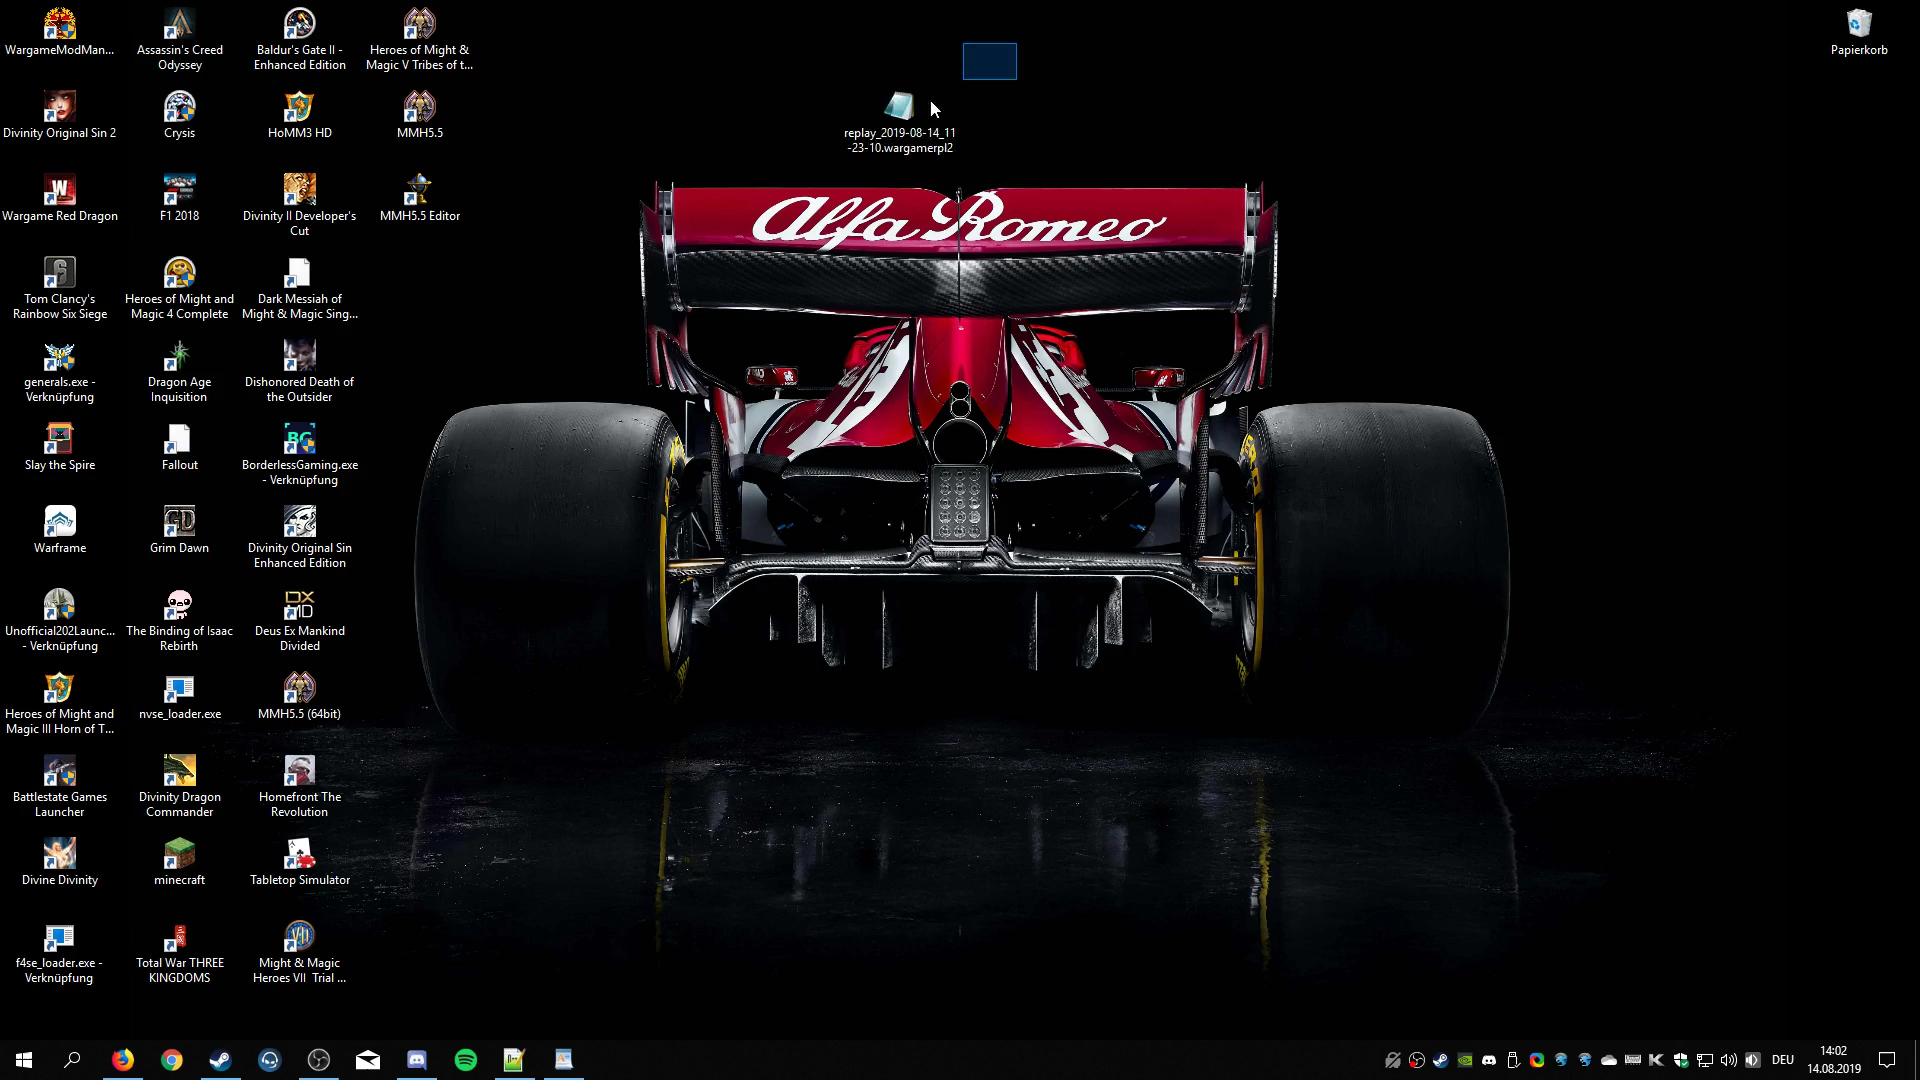 WargameModMan...
Assassin's Creed
Odyssey
Baldur's Gate II -
Enhanced Edition
Heroes of Might &
Magic V Tribes of t...
Papierkorb
Divinity Original Sin 2
Crysis
HoMM3 HD
MMH5.5
replay_2019-08-14_11
-23-10.wargamerpl2
Wargame Red Dragon
F1 2018
Divinity II Developer's
Cut
MMH5.5 Editor
Alfa Romeo
Tom Clancy's
Rainbow Six Siege
Heroes of Might and
Magic 4 Complete
Dark Messiah of
Might & Magic Sing...
generals.exe -
Verknüpfung
Dragon Age
Inquisition
Dishonored Death of
the Outsider
Slay the Spire
Fallout
BorderlessGaming.exe
- Verknüpfung
Warframe
Grim Dawn
Divinity Original Sin
Enhanced Edition
Unofficial202Launc...
- Verknüpfung
The Binding of Isaac
Rebirth
Deus Ex Mankind
Divided
Heroes of Might and
Magic III Horn of T...
nvse_loader.exe
MMH5.5 (64bit)
Battlestate Games
Launcher
Divinity Dragon
Commander
Homefront The
Revolution
Divine Divinity
minecraft
Tabletop Simulator
f4se_loader.exe -
Verknüpfung
Total War THREE
KINGDOMS
Might & Magic
Heroes VII Trial ...
DEU
14:02
14.08.2019